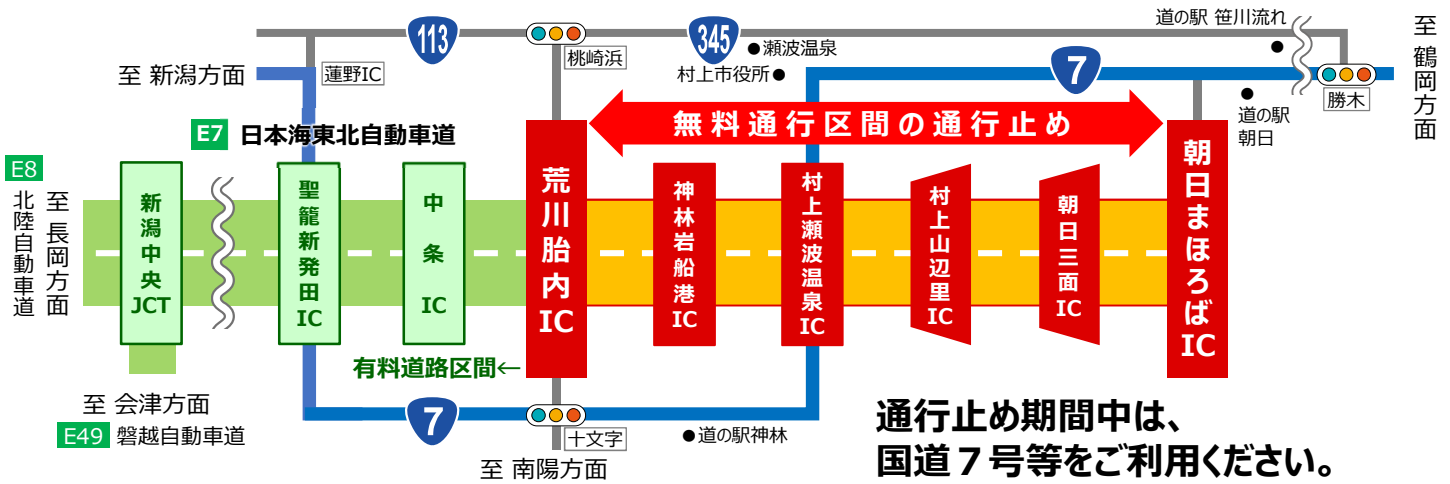 道の駅 笹川流れ
至 鶴岡方面
113
345
瀬波温泉
桃崎浜
村上市役所
7
至 新潟方面
蓮野IC
勝木
道の駅
朝日
無料通行区間の通行止め
E7 日本海東北自動車道
E8
北陸自動車道
至 長岡方面
新潟中央JCT
聖籠新発田IC
中条IC
荒川胎内IC
神林岩船港IC
村上瀬波温泉IC
村上山辺里IC
朝日三面IC
朝日まほろばIC
有料道路区間←
至 会津方面
E49 磐越自動車道
7
十文字
道の駅神林
至 南陽方面
通行止め期間中は、
国道７号等をご利用ください。